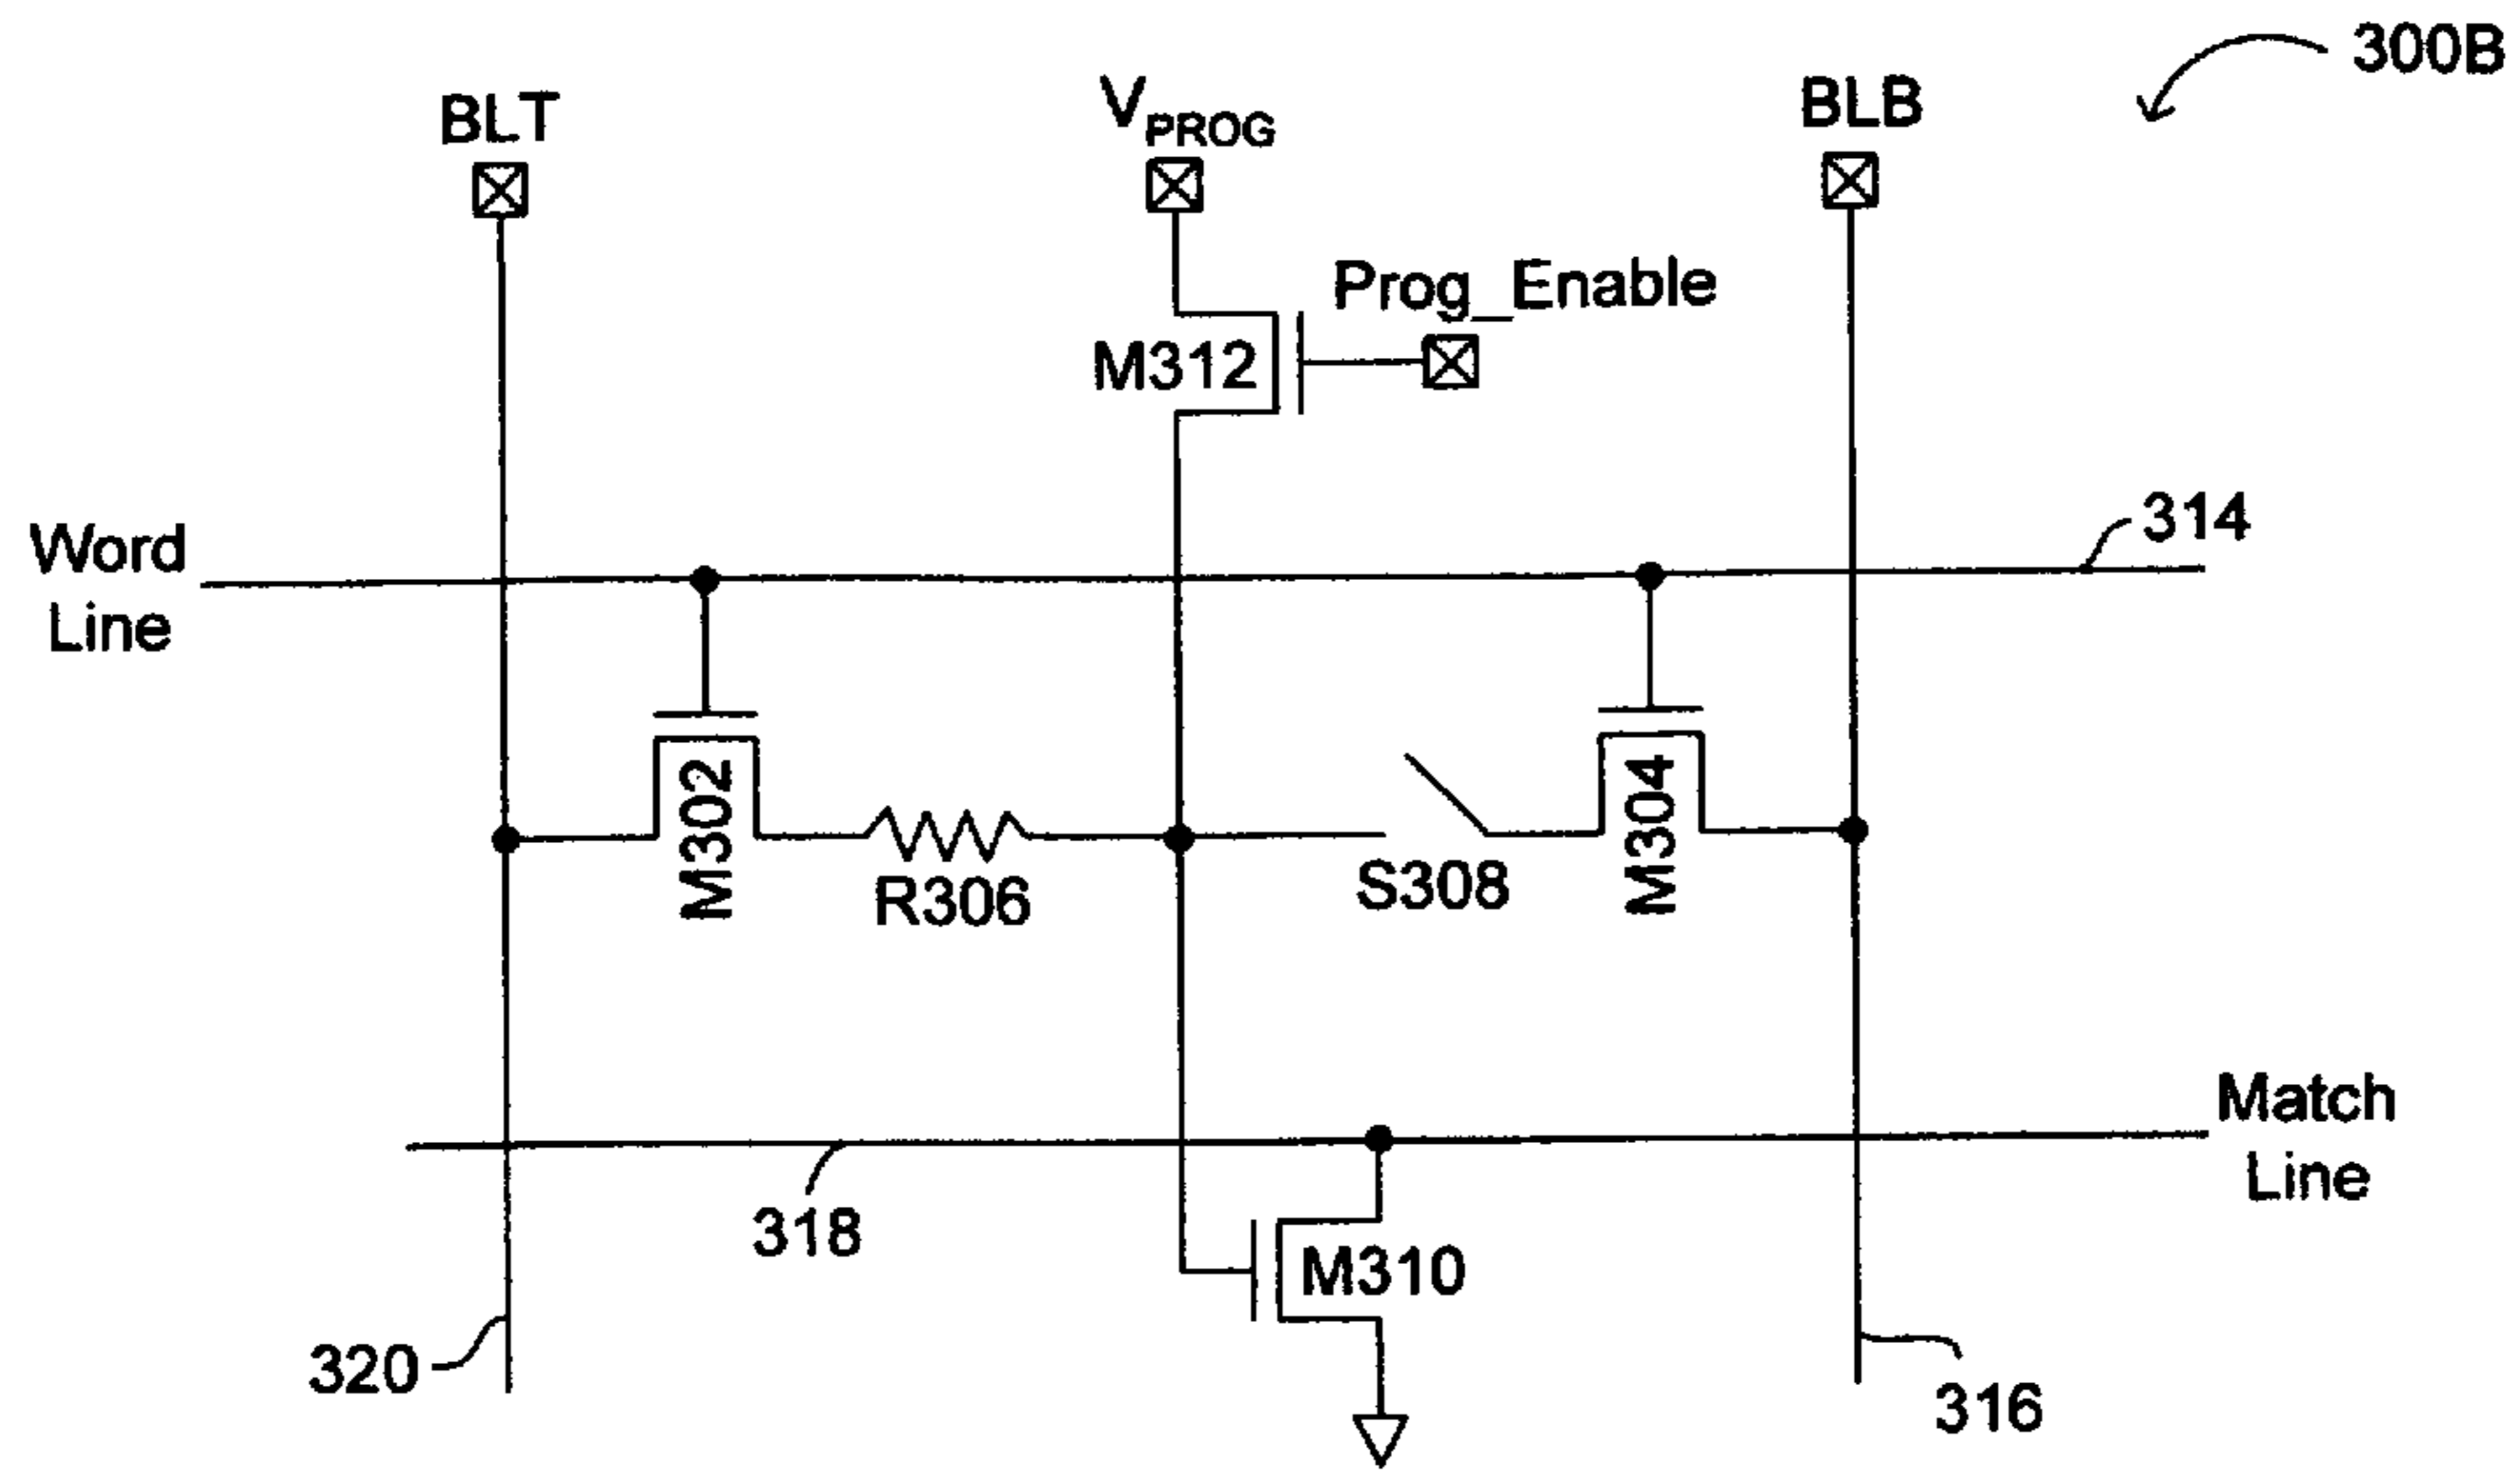 300B
BLT
VPROG
BLB
Prog_Enable
M312
314
Word
Line
M302
R306
S308
M304
Match
Line
318
M310
320
316